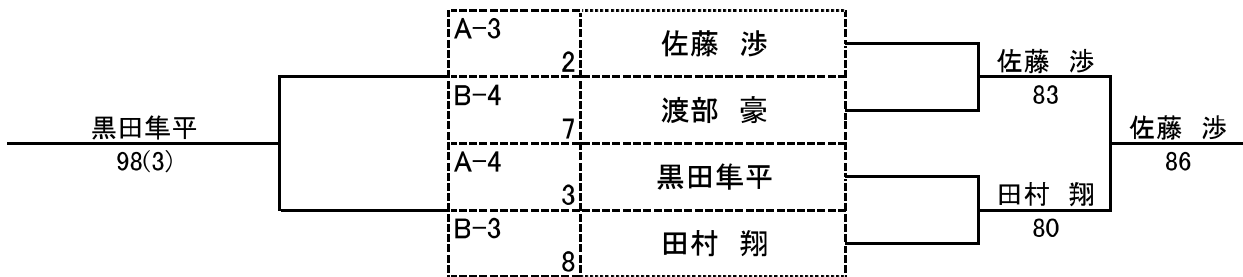 黒田隼平
98(3)
A-3
2
佐藤 渉
B-4
7
渡部 豪
A-4
3
黒田隼平
B-3
8
田村 翔
佐藤 渉
83
田村 翔
80
佐藤 渉
86